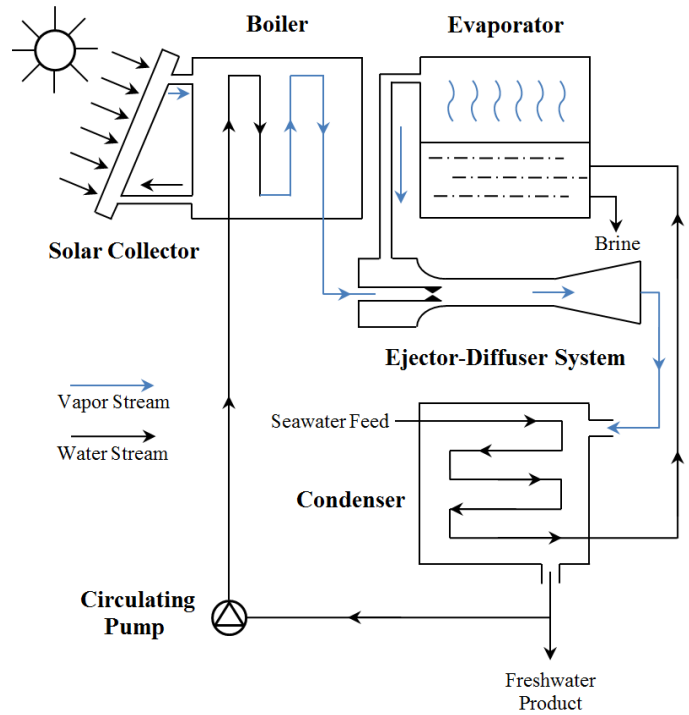 Boiler
Evaporator
Solar Collector
Brine
Ejector-Diffuser System
Vapor Stream
Water Stream
Seawater Feed
Condenser
Circulating
Pump
Freshwater
Product